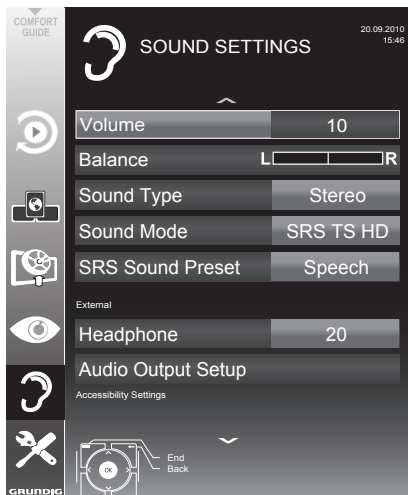 COMFORT
GUIDE
SOUND SETTINGS
20.09.2010
15:46
Volume 10
Balance L R
Sound Type Stereo
Sound Mode SRS TS HD
SRS Sound Preset Speech
External
Headphone 20
Audio Output Setup
Accessibility Settings
OK
End
Back
GRUNDIG